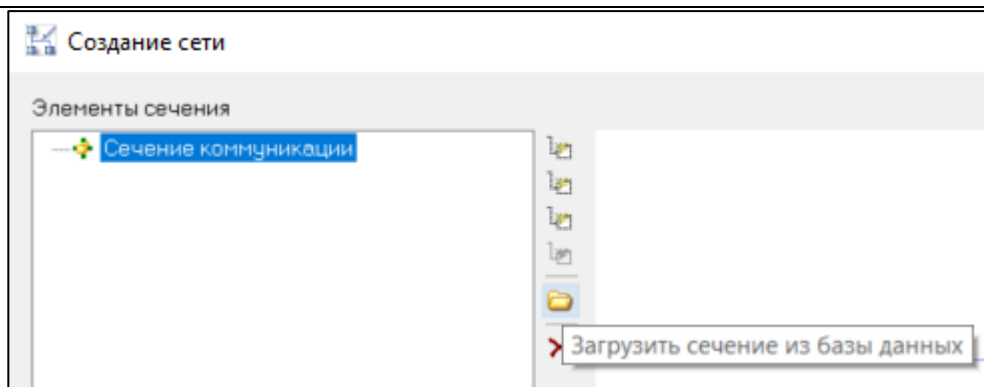 Создание сети
Элементы сечения
Сечение коммуникации
Загрузить сечение из базы данных